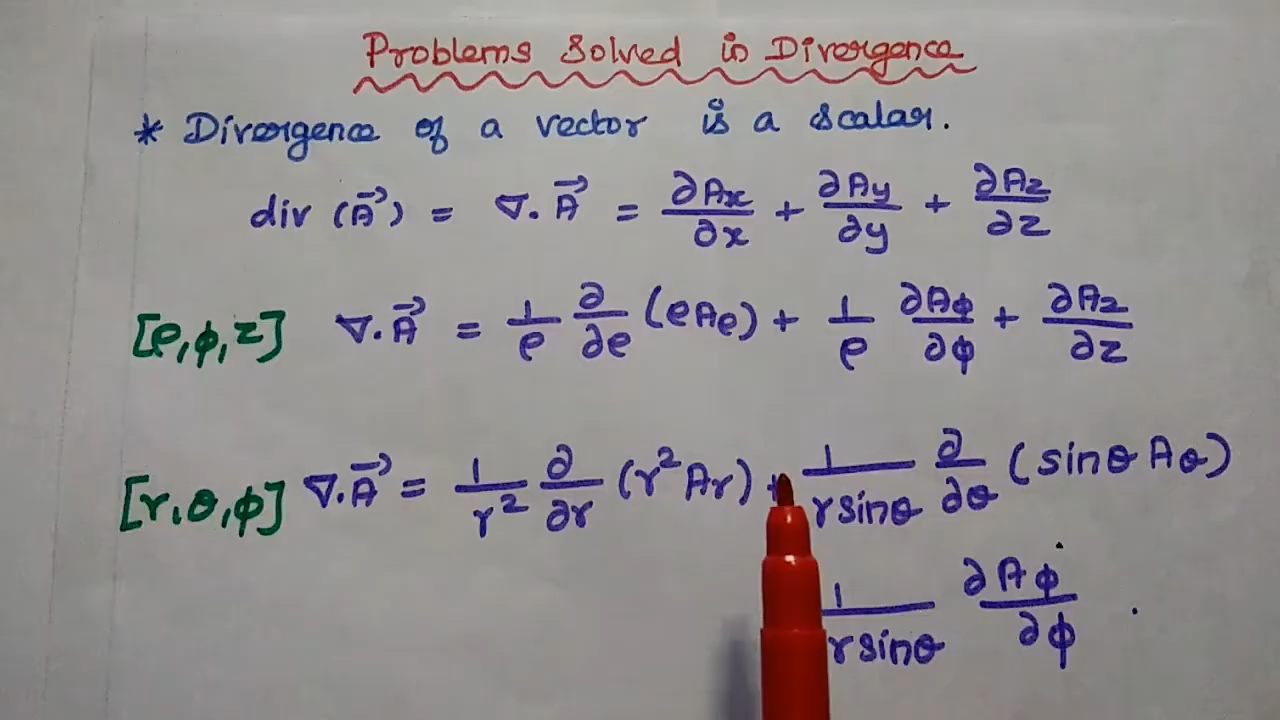 Problems Solved in Divergence
* Divergence of a vector is a scalar.
div (A⃗) = ∇.A⃗ = ∂Ax/∂x + ∂Ay/∂y + ∂Az/∂z
[ρ,ϕ,z] ∇.A⃗ = 1/ρ ∂/∂ρ (ρAρ) + 1/ρ ∂Aϕ/∂ϕ + ∂Az/∂z
[r,θ,ϕ] ∇.A⃗ = 1/r² ∂/∂r (r²Ar) + 1/rsinθ ∂/∂θ (sinθ Aθ)
1/rsinθ ∂Aϕ/∂ϕ .